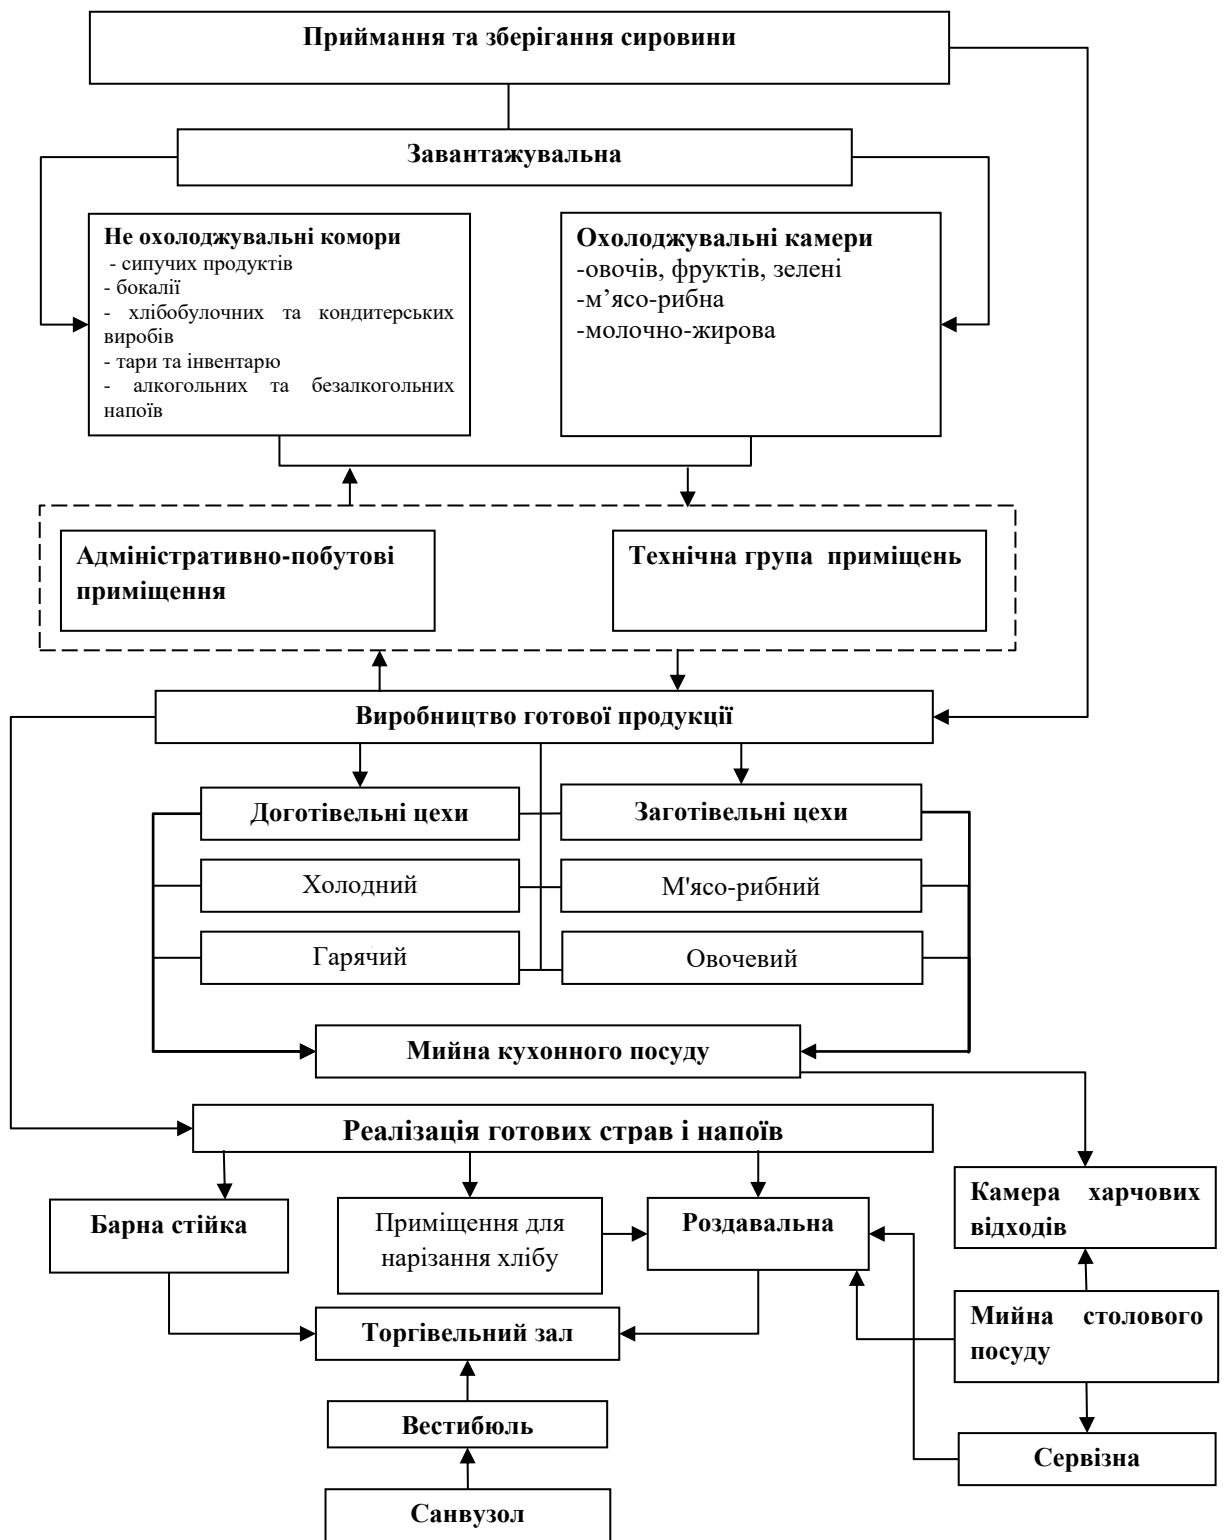 Приймання та зберігання сировини
Завантажувальна
Не охолоджувальні комори
- сипучих продуктів
- бокалії
- хлібобулочних та кондитерських
виробів
- тари та інвентарю
- алкогольних та безалкогольних
напоїв
Охолоджувальні камери
-овочів, фруктів, зелені
-м’ясо-рибна
-молочно-жирова
Адміністративно-побутові
приміщення
Технічна група приміщень
Виробництво готової продукції
Доготівельні цехи
Заготівельні цехи
Холодний
М'ясо-рибний
Гарячий
Овочевий
Мийна кухонного посуду
Реалізація готових страв і напоїв
Барна стійка
Приміщення для
нарізання хлібу
Роздавальна
Камера харчових
відходів
Торгівельний зал
Мийна столового
посуду
Вестибюль
Сервізна
Санвузол